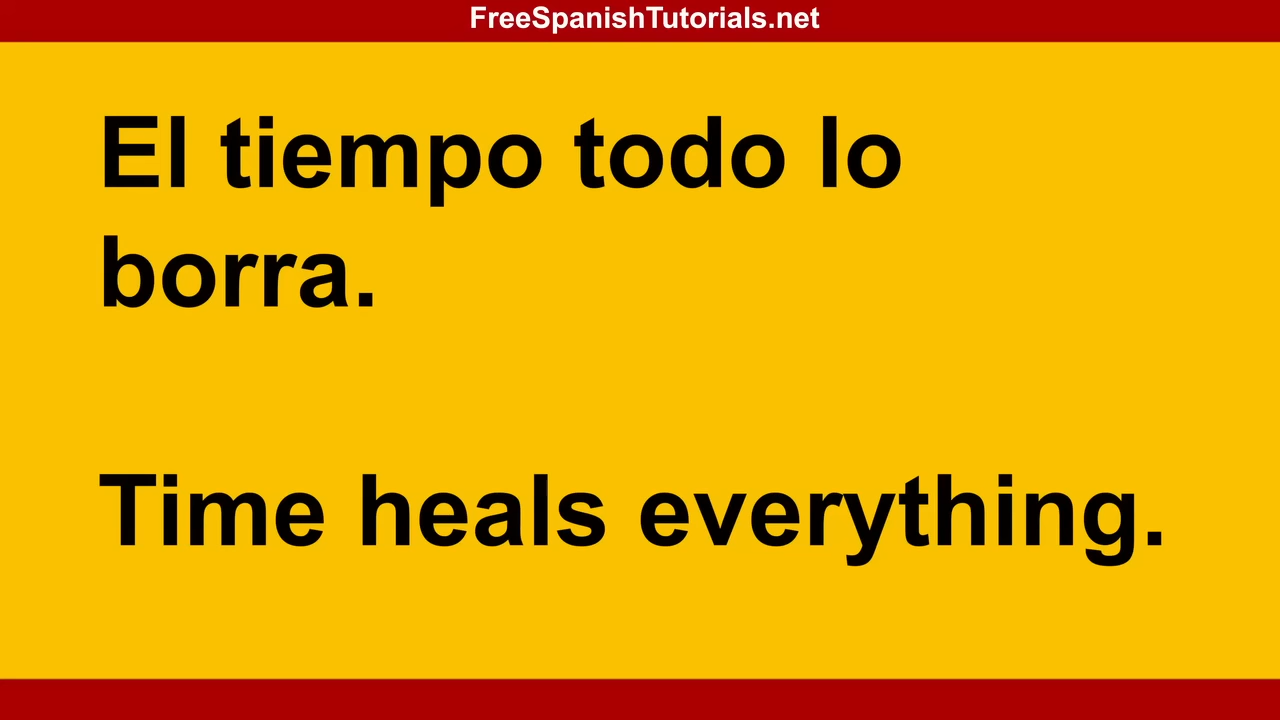 FreeSpanishTutorials.net
El tiempo todo lo
borra.
Time heals everything.